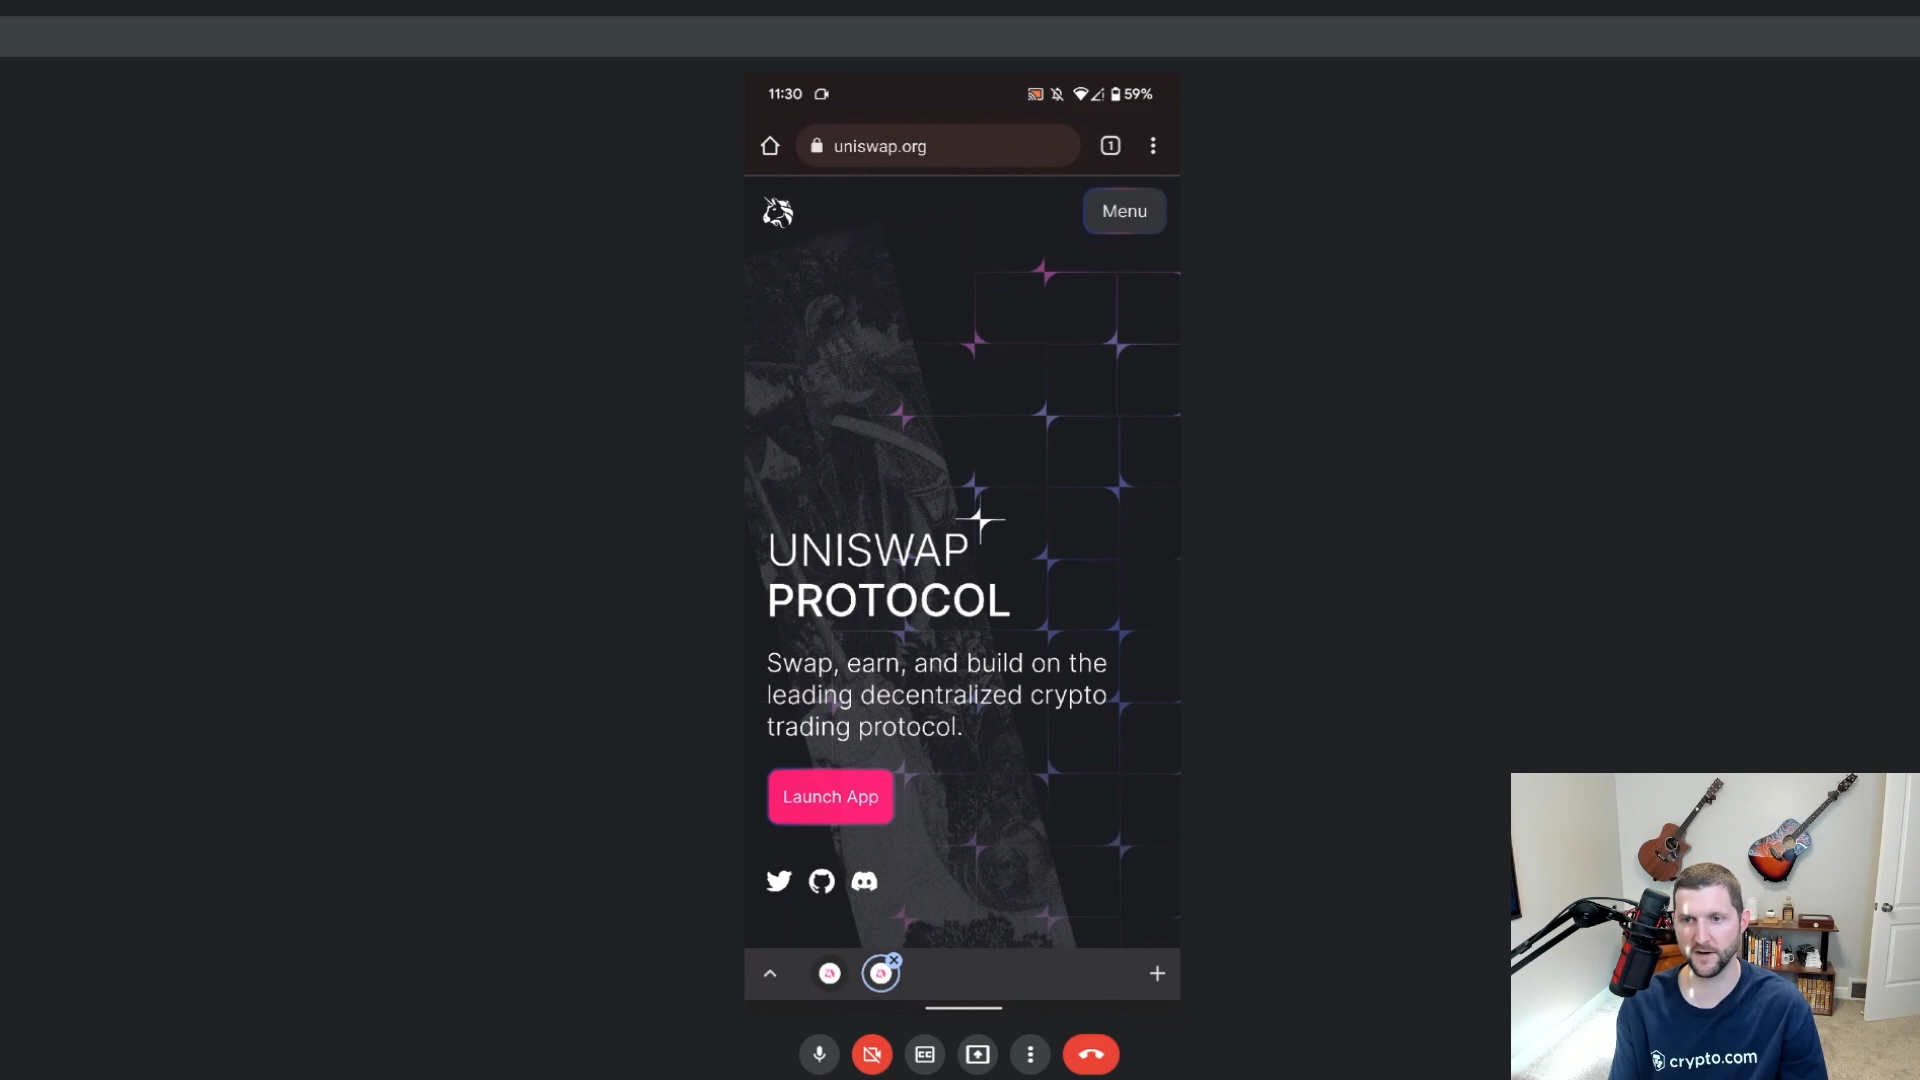 11:30
59%
uniswap.org
1
Menu
UNISWAP
PROTOCOL
Swap, earn, and build on the
leading decentralized crypto
trading protocol.
Launch App
CC
crypto.com